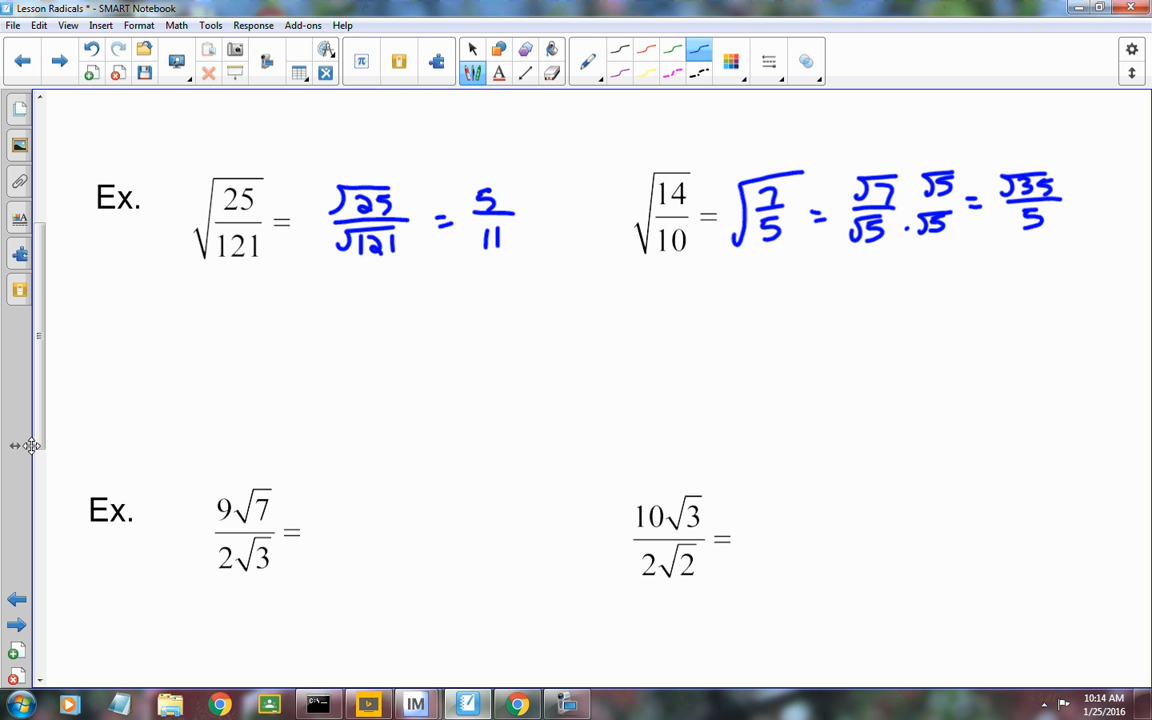 Lesson Radicals * - SMART Notebook
File Edit View Insert Format Math Tools Response Add-ons Help
Ex. √(25/121) = √25/√121 = 5/11
√(14/10) = √(7/5) = √7/√5 · √5/√5 = √35/5
Ex. 9√7/2√3 =
10√3/2√2 =
IM
10:14 AM
1/25/2016